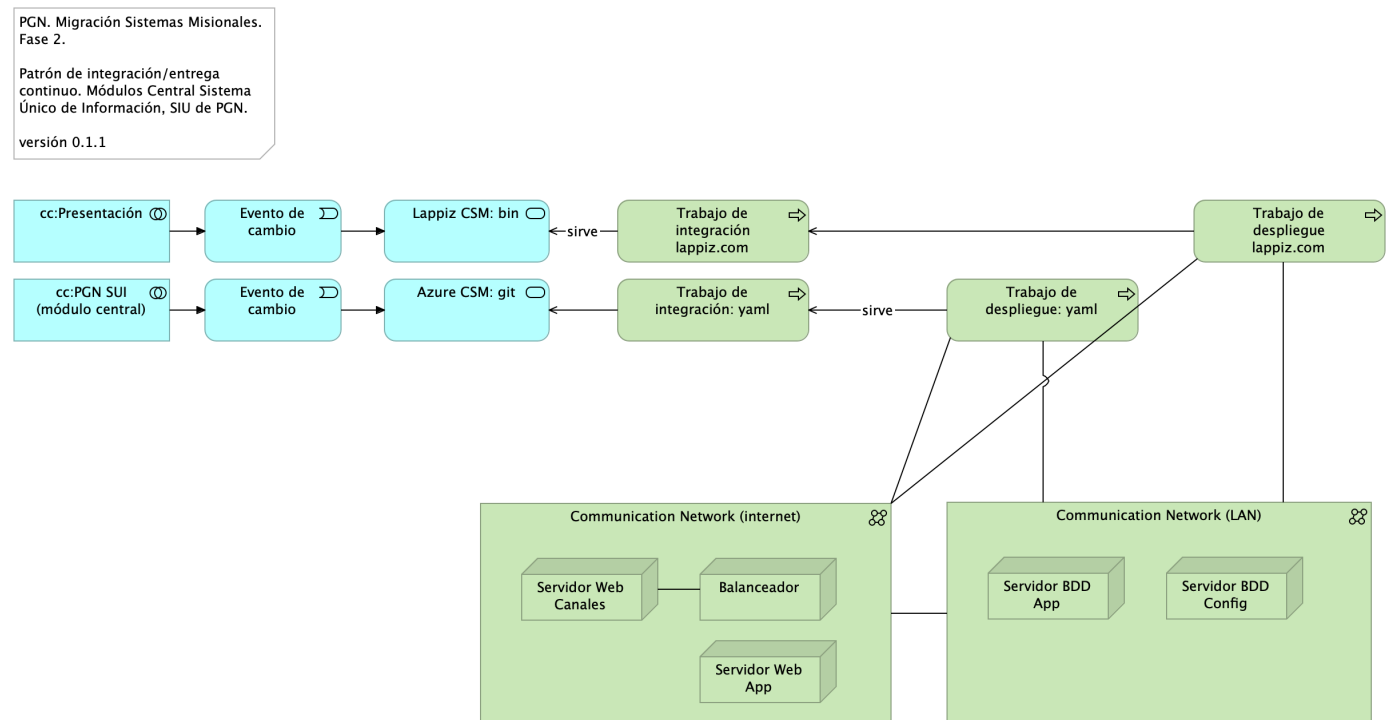 PGN. Migración Sistemas Misionales.
Fase 2.
Patrón de integración/entrega
continuo. Módulos Central Sistema
Único de Información, SIU de PGN.
versión 0.1.1
cc:Presentación
Evento de
cambio
Lappiz CSM: bin
sirve
Trabajo de
integración
lappiz.com
Trabajo de
despliegue
lappiz.com
cc:PGN SUI
(módulo central)
Evento de
cambio
Azure CSM: git
Trabajo de
integración: yaml
sirve
Trabajo de
despliegue: yaml
Communication Network (internet)
Servidor Web
Canales
Balanceador
Servidor Web
App
Communication Network (LAN)
Servidor BDD
App
Servidor BDD
Config